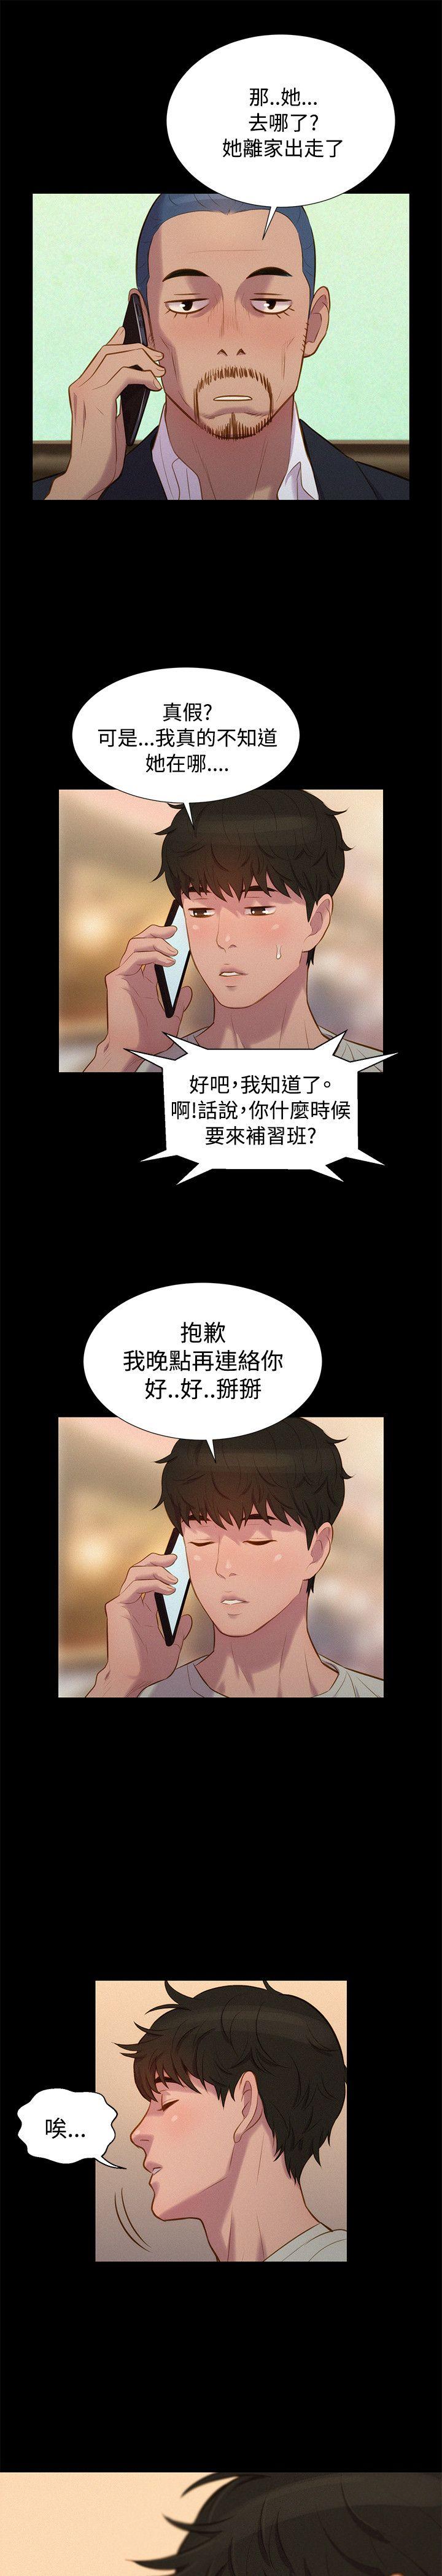 那..她...
去哪了?
她離家出走了
真假?
可是...我真的不知道
她在哪....
好吧,我知道了。
啊!話說,你什麼時候
要來補習班?
抱歉
我晚點再連絡你
好..好..掰掰
唉...